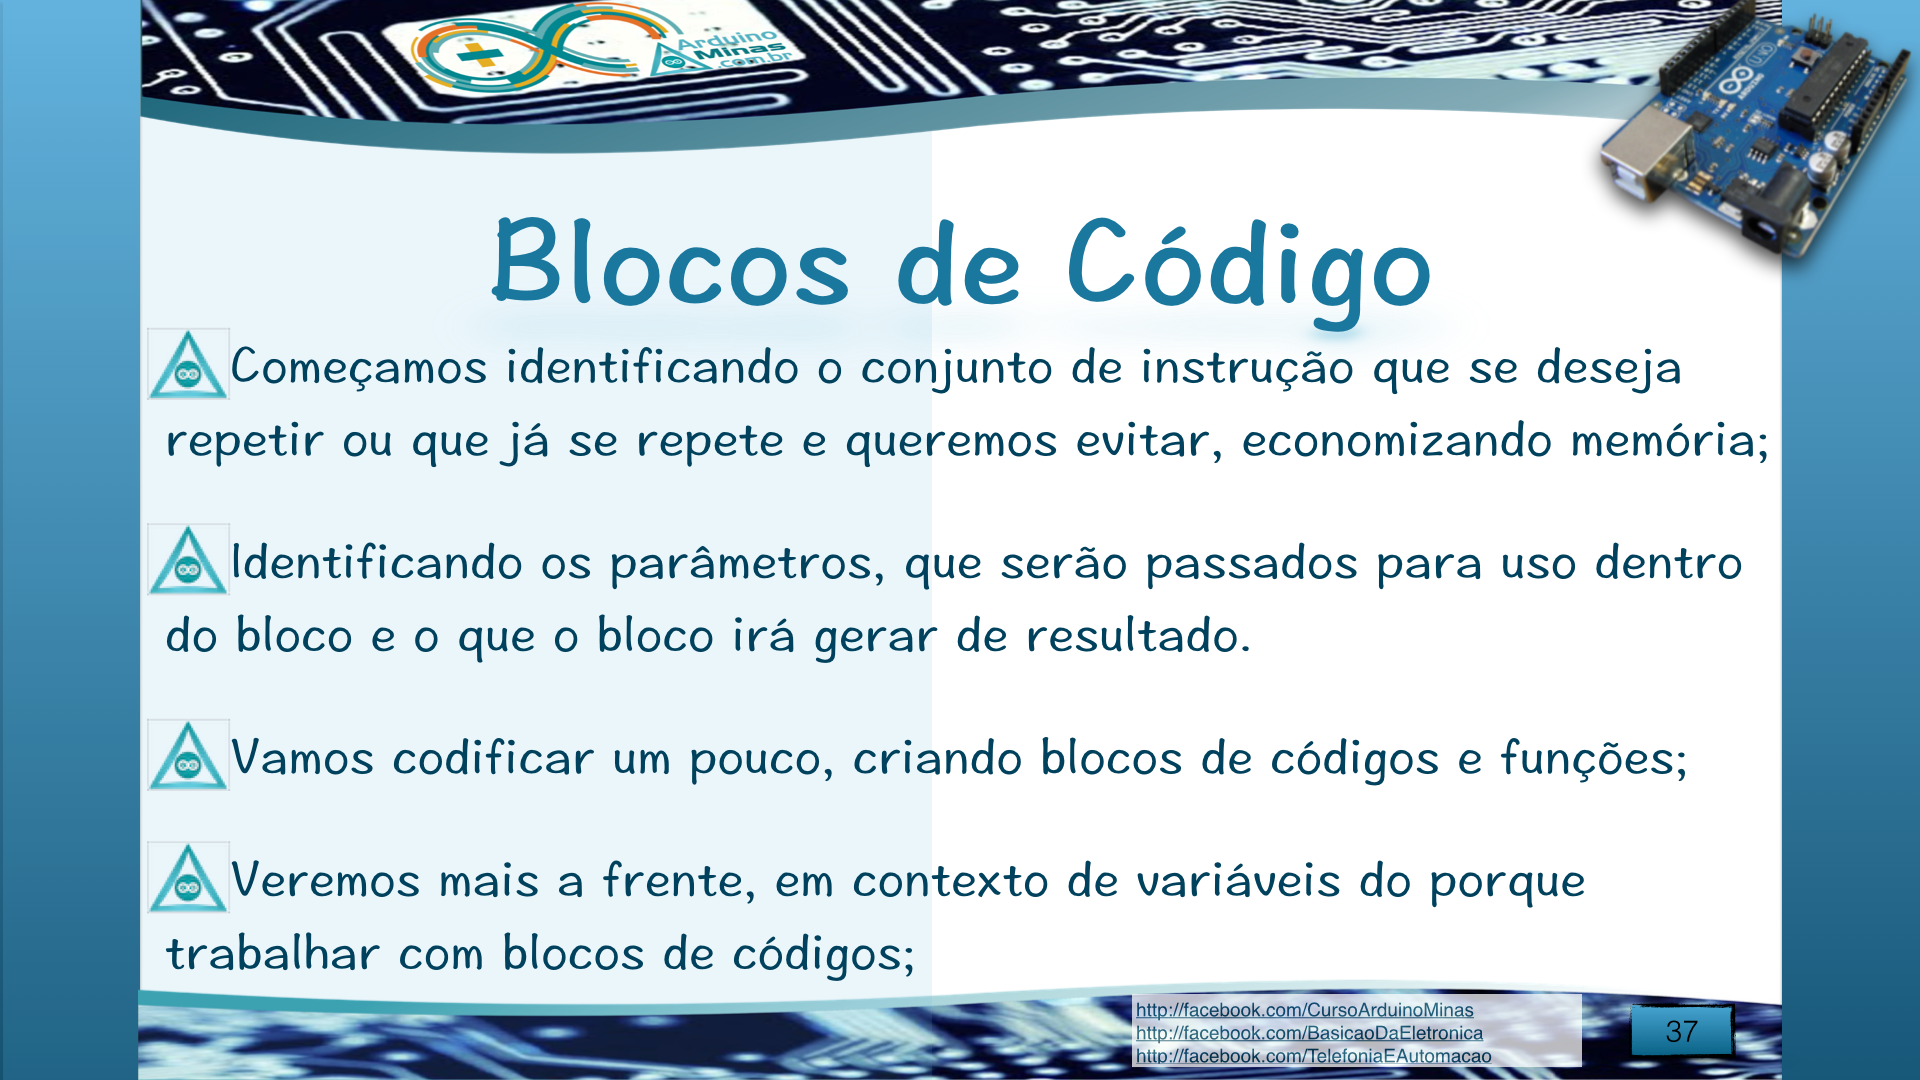 Arduino
Minas
.com.br
UNO
ARDUINO
Blocos de Código
Começamos identificando o conjunto de instrução que se deseja
repetir ou que já se repete e queremos evitar, economizando memória;
Identificando os parâmetros, que serão passados para uso dentro
do bloco e o que o bloco irá gerar de resultado.
Vamos codificar um pouco, criando blocos de códigos e funções;
Veremos mais a frente, em contexto de variáveis do porque
trabalhar com blocos de códigos;
http://facebook.com/CursoArduinoMinas
http://facebook.com/BasicaoDaEletronica
http://facebook.com/TelefoniaEAutomacao
37